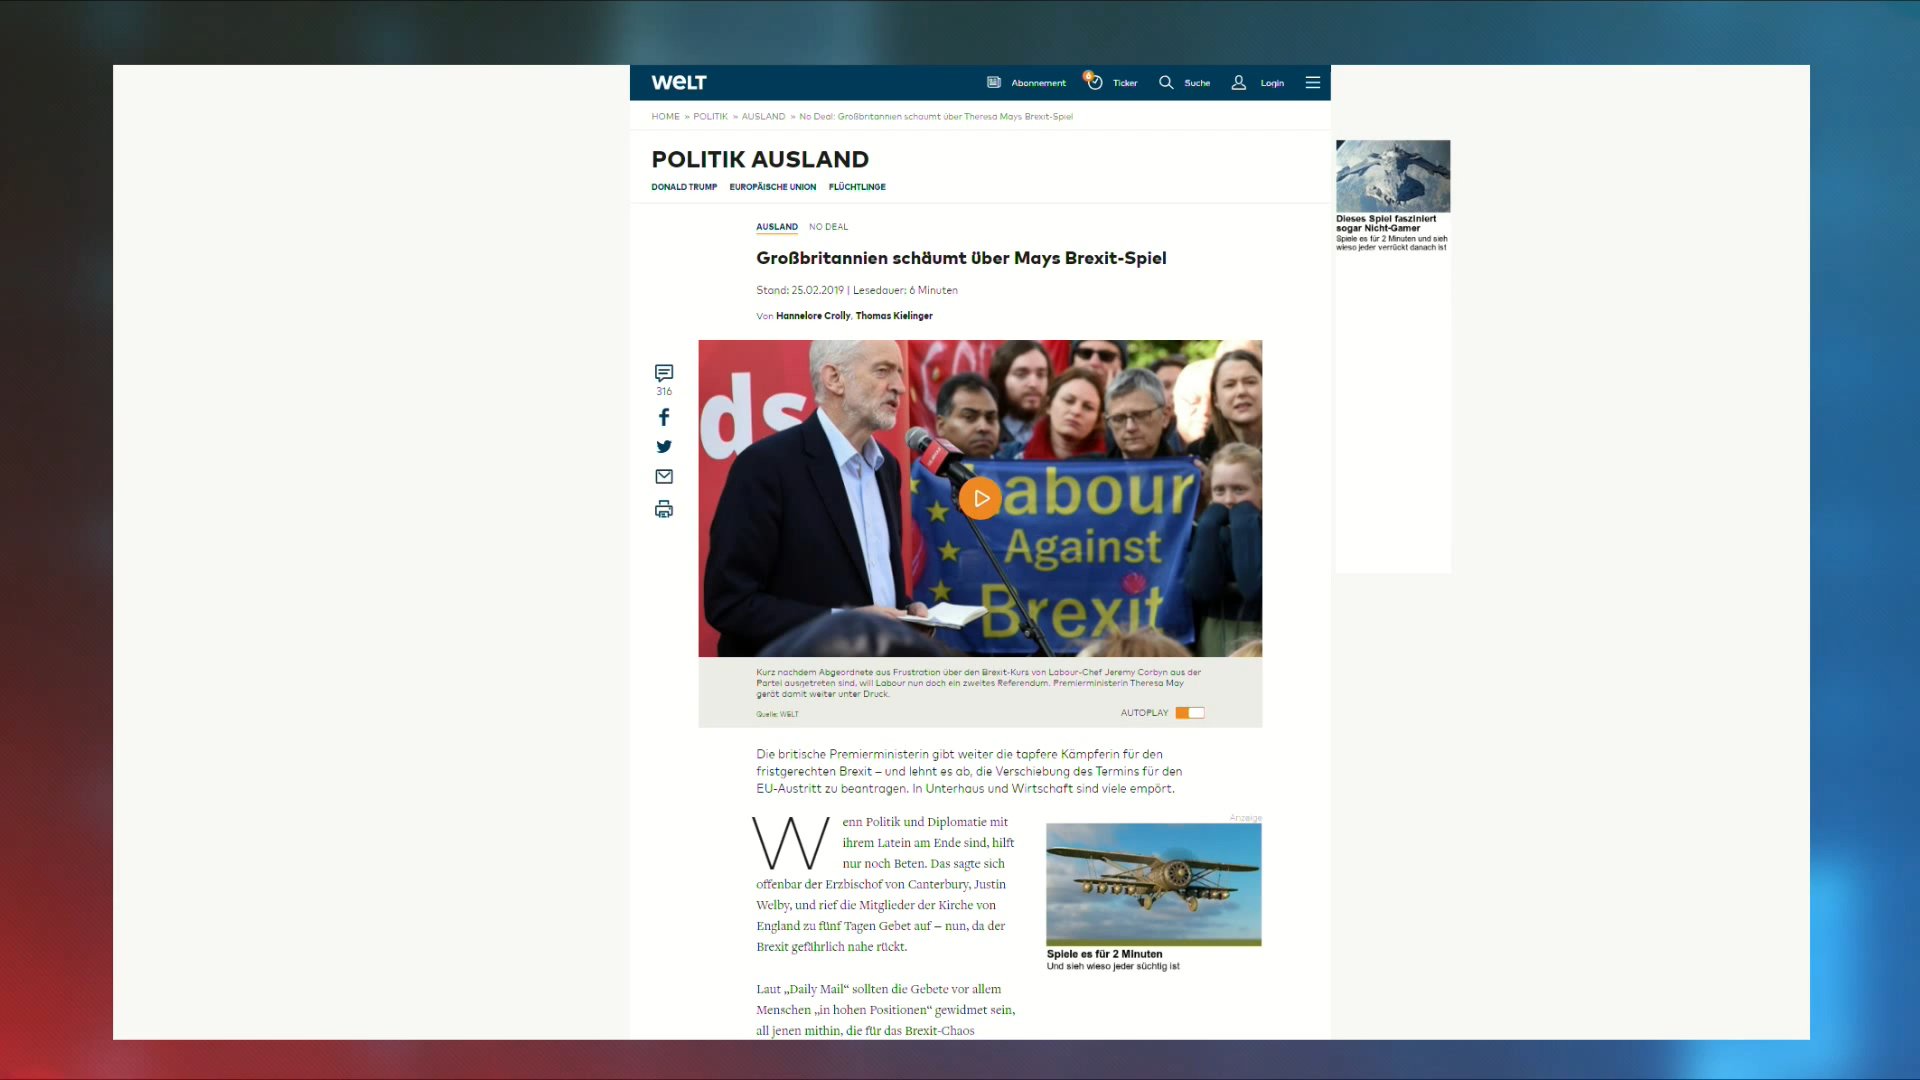 WELT
Abonnement
6
Ticker
Suche
Login
HOME » POLITIK » AUSLAND » No Deal: Großbritannien schäumt über Theresa Mays Brexit-Spiel
POLITIK AUSLAND
DONALD TRUMP EUROPÄISCHE UNION FLÜCHTLINGE
Dieses Spiel fasziniert
sogar Nicht-Gamer
Spiele es für 2 Minuten und sieh
wieso jeder verrückt danach ist
AUSLAND NO DEAL
Großbritannien schäumt über Mays Brexit-Spiel
Stand: 25.02.2019 | Lesedauer: 6 Minuten
Von Hannelore Crolly, Thomas Kielinger
316
ds
Labour
Against
Brexit
Kurz nachdem Abgeordnete aus Frustration über den Brexit-Kurs von Labour-Chef Jeremy Corbyn aus der
Partei ausgetreten sind, will Labour nun doch ein zweites Referendum. Premierministerin Theresa May
gerät damit weiter unter Druck.
Quelle: WELT
AUTOPLAY
Die britische Premierministerin gibt weiter die tapfere Kämpferin für den
fristgerechten Brexit – und lehnt es ab, die Verschiebung des Termins für den
EU-Austritt zu beantragen. In Unterhaus und Wirtschaft sind viele empört.
Wenn Politik und Diplomatie mit
ihrem Latein am Ende sind, hilft
nur noch Beten. Das sagte sich
offenbar der Erzbischof von Canterbury, Justin
Welby, und rief die Mitglieder der Kirche von
England zu fünf Tagen Gebet auf – nun, da der
Brexit gefährlich nahe rückt.
Laut „Daily Mail“ sollten die Gebete vor allem
Menschen „in hohen Positionen“ gewidmet sein,
all jenen mithin, die für das Brexit-Chaos
Anzeige
Spiele es für 2 Minuten
Und sieh wieso jeder süchtig ist